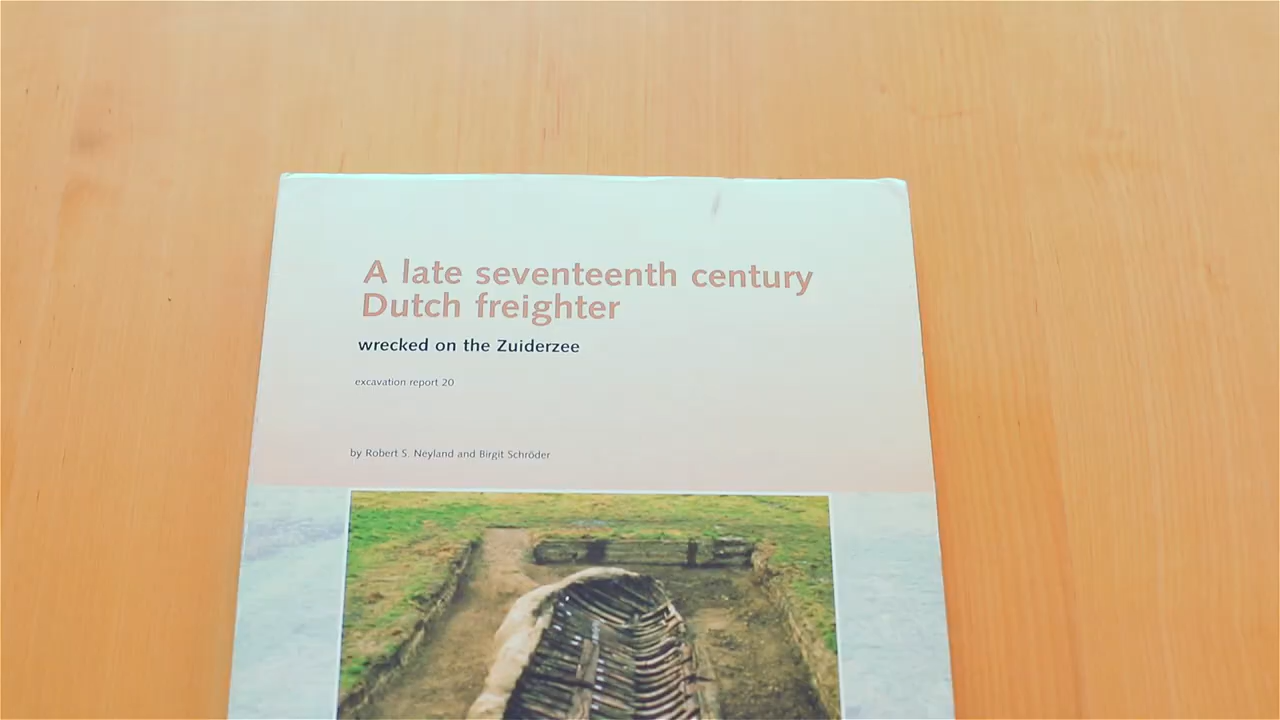 A late seventeenth century
Dutch freighter
wrecked on the Zuiderzee
excavation report 20
by Robert S. Neyland and Birgit Schröder